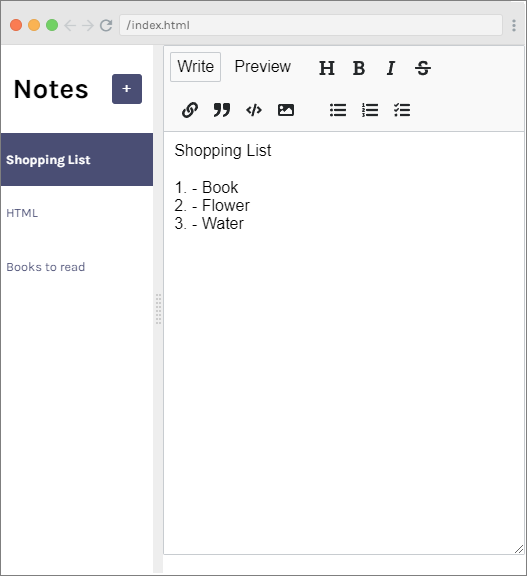 /index.html
Notes
+
Shopping List
HTML
Books to read
Write Preview H B I S
Shopping List
1. - Book
2. - Flower
3. - Water